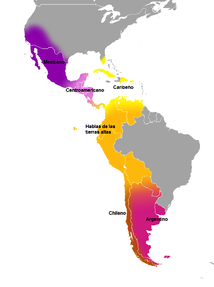 Mexicano
Centroamericano
Caribeño
Hablas de las
tierras altas
Chileno
Argentino